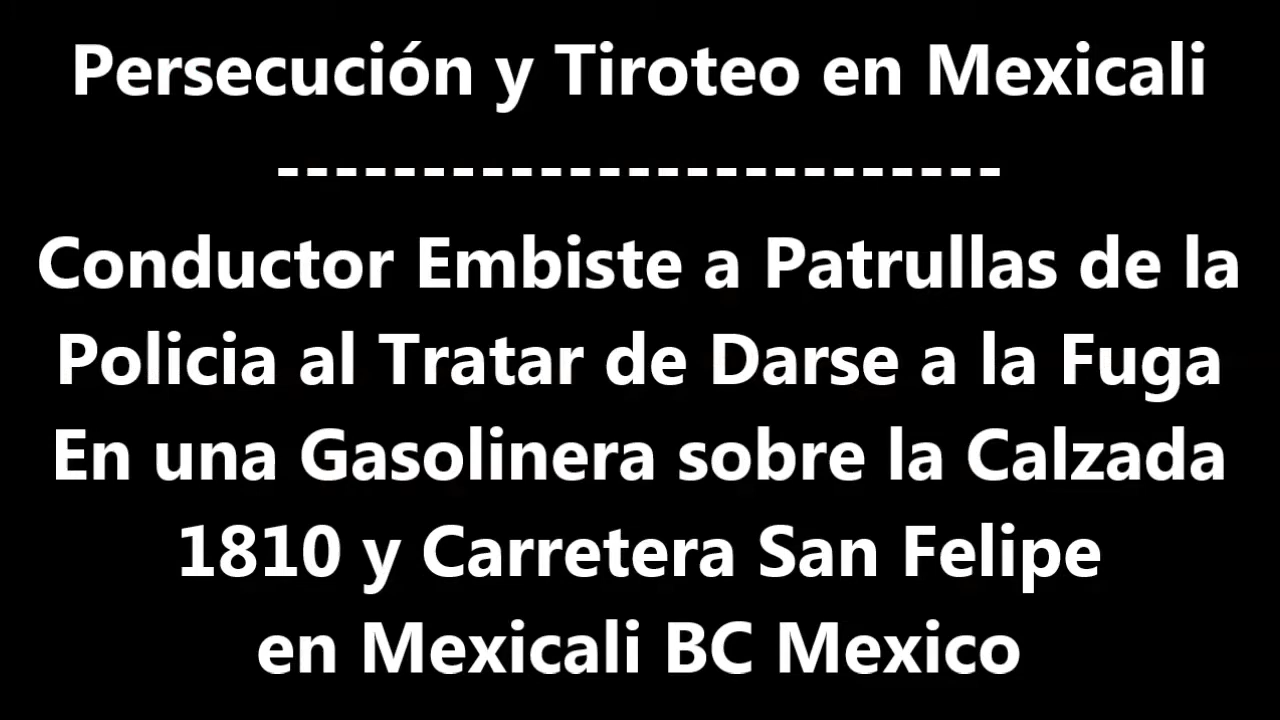 Persecución y Tiroteo en Mexicali
-------------------------
Conductor Embiste a Patrullas de la
Policia al Tratar de Darse a la Fuga
En una Gasolinera sobre la Calzada
1810 y Carretera San Felipe
en Mexicali BC Mexico